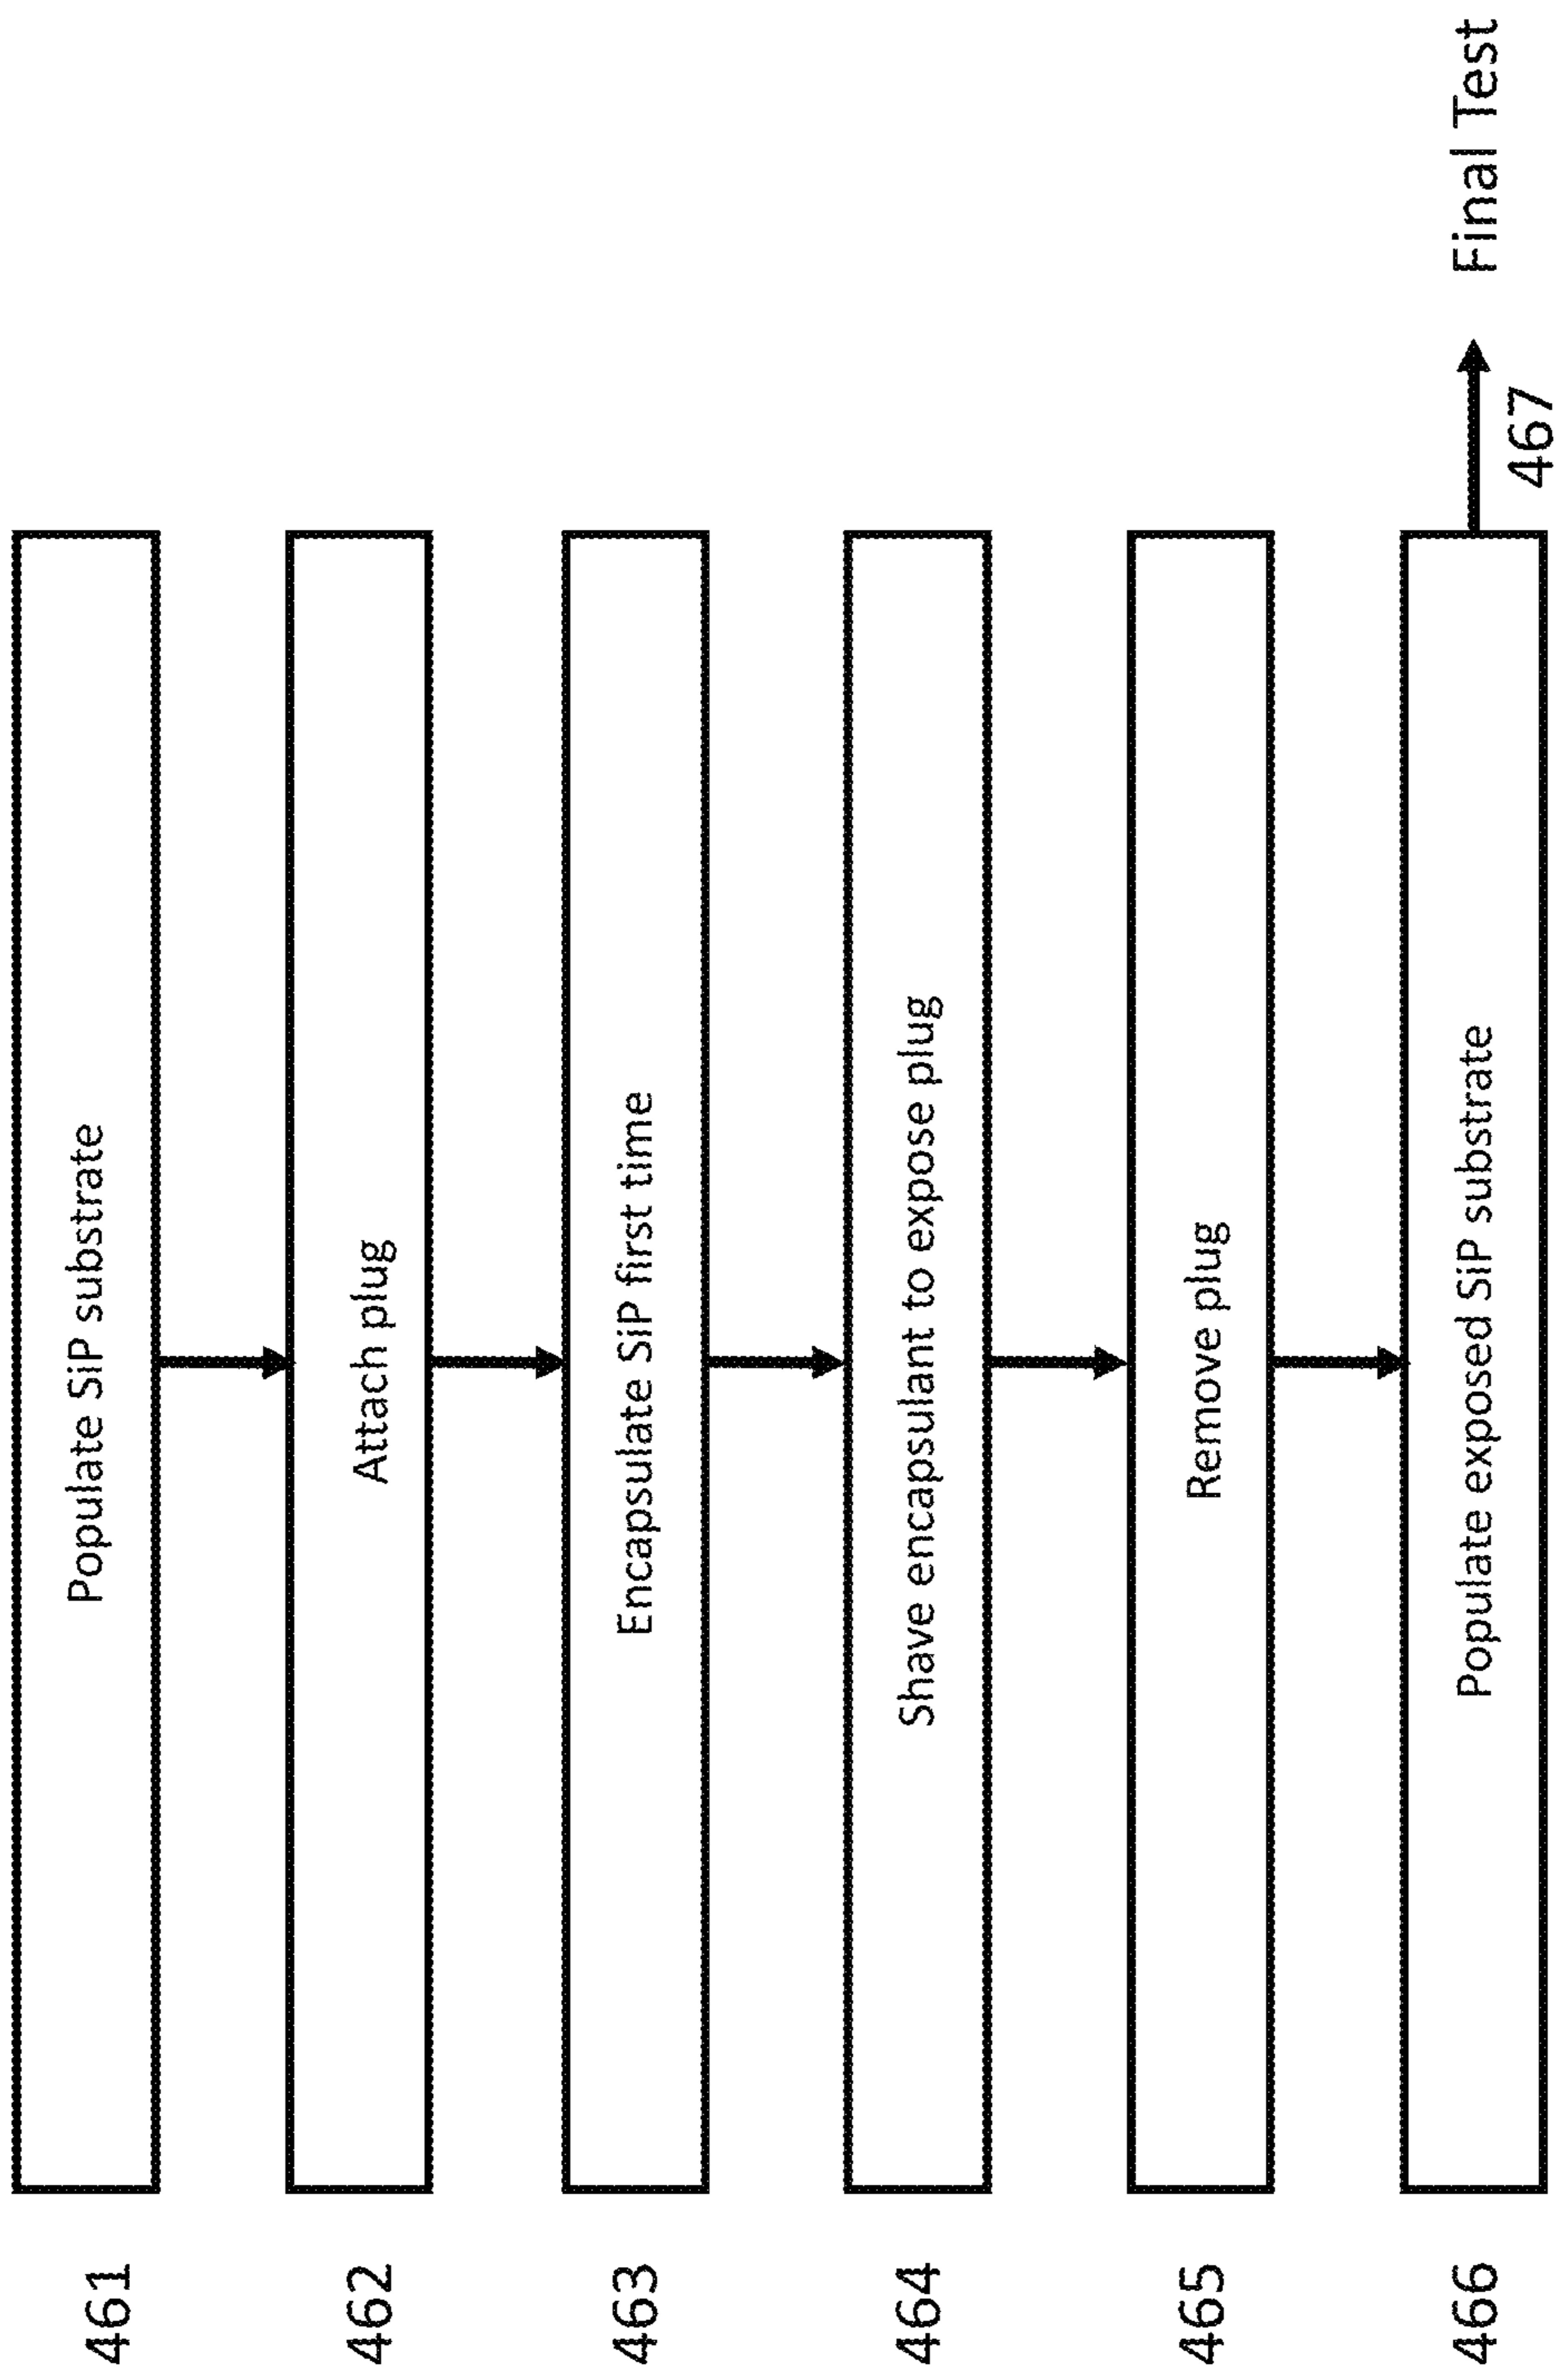 461
Populate SiP substrate
462
Attach plug
463
Encapsulate SiP first time
464
Shave encapsulant to expose plug
465
Remove plug
466
Populate exposed SiP substrate
467
Final Test